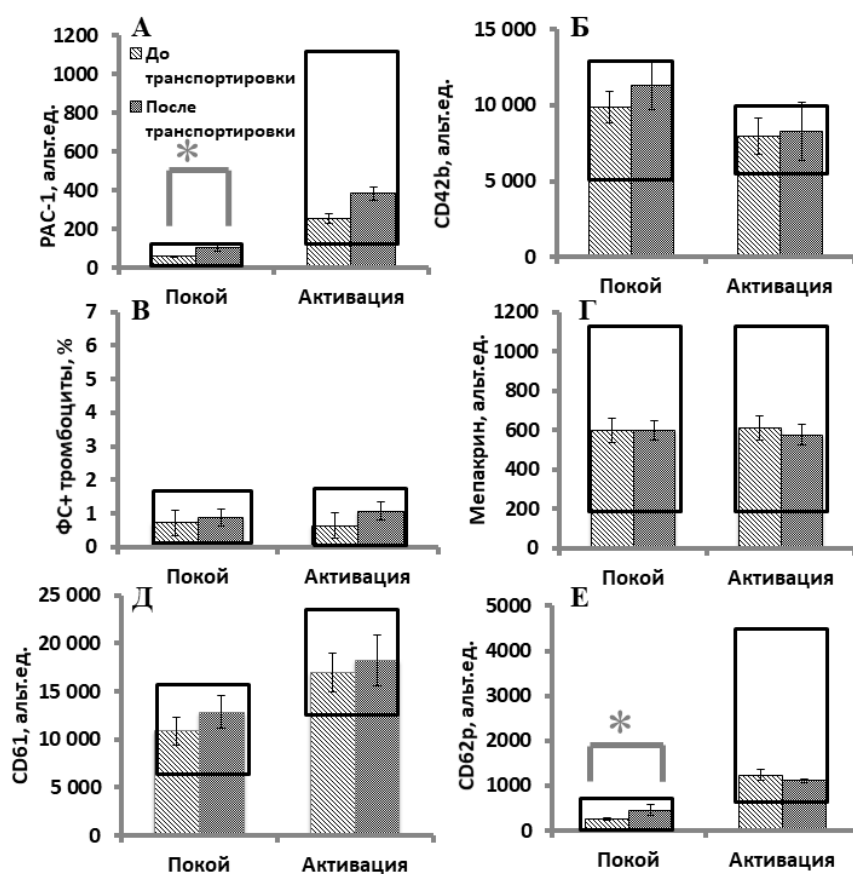 А
1200
1000
800
600
400
200
0
PAC-1, альт.ед.
До
транспортировки
После
транспортировки
*
Покой
Активация
Б
15 000
10 000
5 000
0
CD42b, альт.ед.
Покой
Активация
В
7
6
5
4
3
2
1
0
ФС+ тромбоциты, %
Покой
Активация
Г
1200
1000
800
600
400
200
0
Мепакрин, альт.ед.
Покой
Активация
Д
25 000
20 000
15 000
10 000
5 000
0
CD61, альт.ед.
Покой
Активация
Е
5000
4000
3000
2000
1000
0
CD62p, альт.ед.
*
Покой
Активация